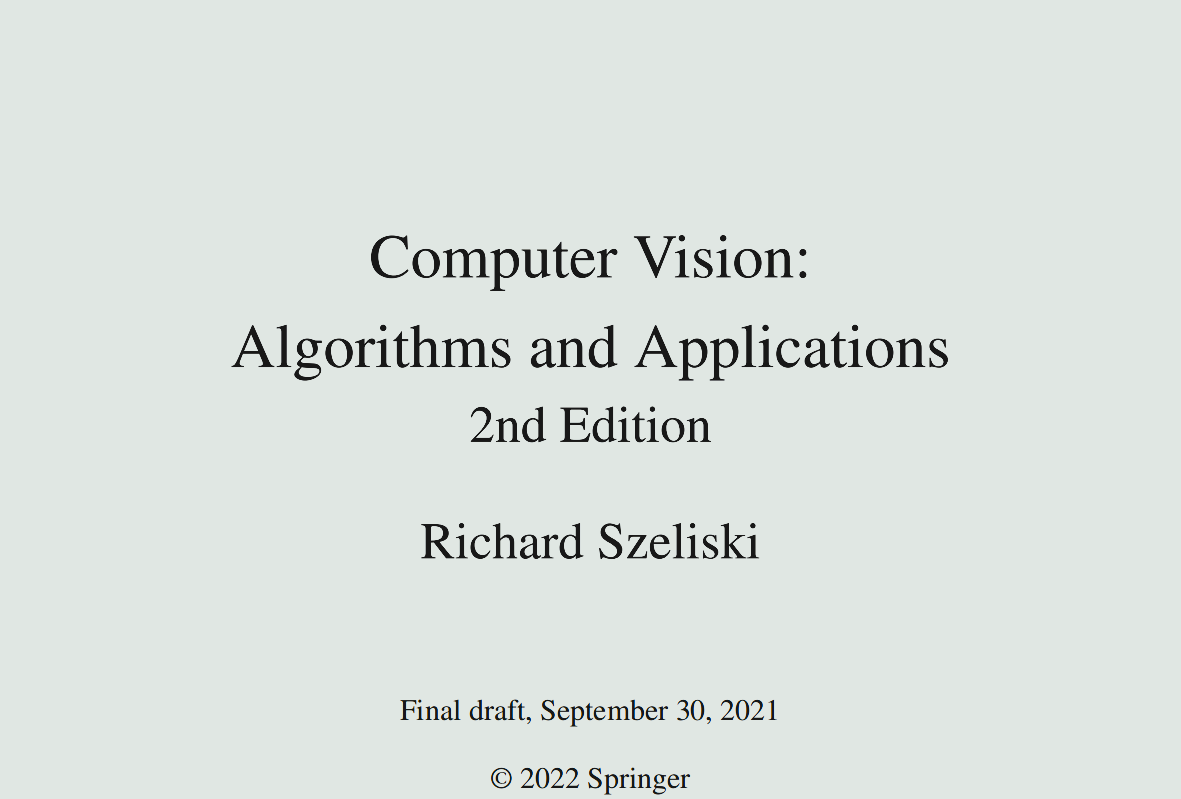 Computer Vision:
Algorithms and Applications
2nd Edition
Richard Szeliski
Final draft, September 30, 2021
© 2022 Springer